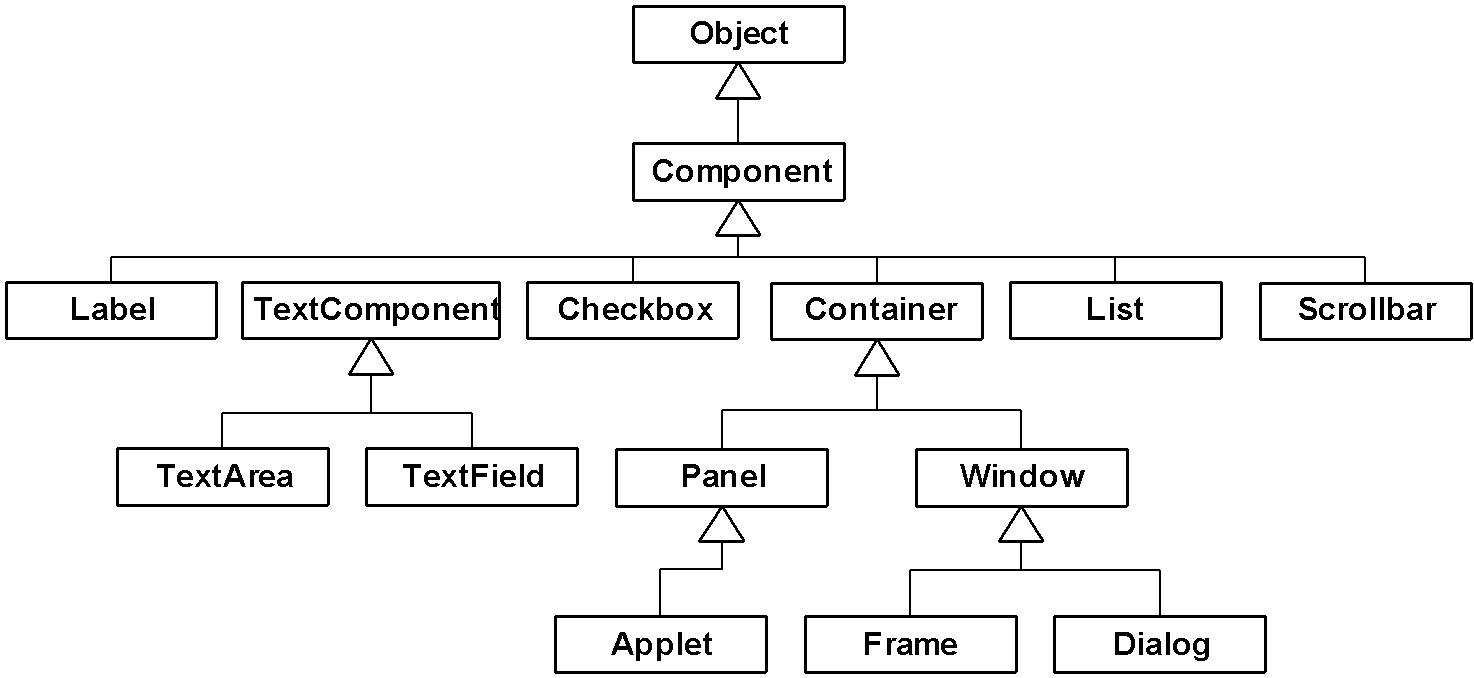 Object
Component
Label
TextComponent
Checkbox
Container
List
Scrollbar
TextArea
TextField
Panel
Window
Applet
Frame
Dialog